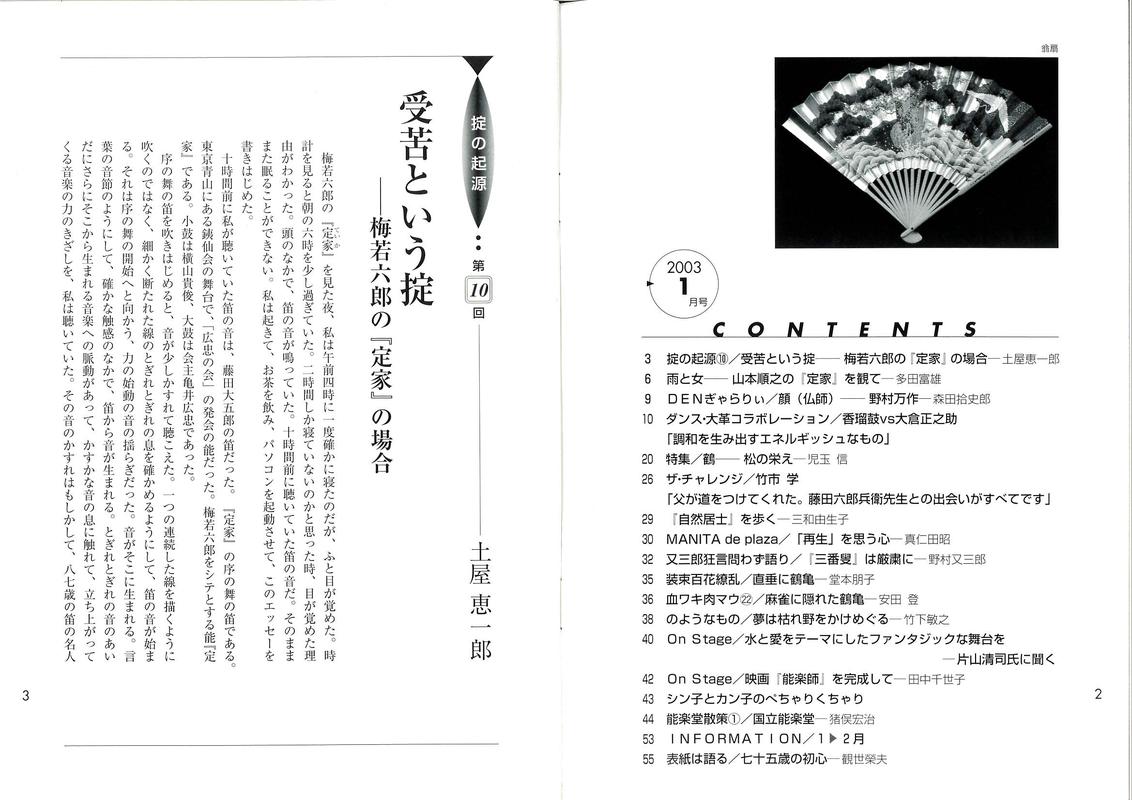 翁扇
2003
1
月号
CONTENTS
3 掟の起源⑩／受苦という掟── 梅若六郎の『定家』の場合─土屋恵一郎
6 雨と女── 山本順之の『定家』を観て─多田富雄
9 DENぎゃらりぃ／顔（仏師）── 野村万作─森田拾史郎
10 ダンス・大革コラボレーション／香瑠鼓vs大倉正之助
「調和を生み出すエネルギッシュなもの」
20 特集／鶴── 松の栄え─児玉 信
26 ザ・チャレンジ／竹市 学
「父が道をつけてくれた。藤田六郎兵衛先生との出会いがすべてです」
29 『自然居士』を歩く─三和由生子
30 MANITA de plaza／「再生」を思う心─真仁田昭
32 又三郎狂言問わず語り／『三番叟』は厳粛に─野村又三郎
35 装束百花繚乱／直垂に鶴亀─堂本朋子
36 血ワキ肉マウ㉒／麻雀に隠れた鶴亀─安田 登
38 のようなもの／夢は枯れ野をかけめぐる─竹下敏之
40 On Stage／水と愛をテーマにしたファンタジックな舞台を
─片山清司氏に聞く
42 On Stage／映画『能楽師』を完成して─田中千世子
43 シン子とカン子のぺちゃりくちゃり
44 能楽堂散策①／国立能楽堂─猪俣宏治
53 INFORMATION／1▶2月
55 表紙は語る／七十五歳の初心─観世榮夫
2
掟の起源
第10回
土屋恵一郎
受苦という掟
──梅若六郎の『定家』の場合
梅若六郎の『定家』を見た夜、私は午前四時に一度確かに寝たのだが、ふと目が覚めた。時
計を見ると朝の六時を少し過ぎていた。二時間しか寝ていないのかと思った時、目が覚めた理
由がわかった。頭のなかで、笛の音が鳴っていた。十時間前に聴いていた笛の音だ。そのまま
また眠ることができない。私は起きて、お茶を飲み、パソコンを起動させて、このエッセーを
書きはじめた。
十時間前に私が聴いていた笛の音は、藤田大五郎の笛だった。『定家』の序の舞の笛である。
東京青山にある銕仙会の舞台で、「広忠の会」の発会の能だった。梅若六郎をシテとする能『定
家』である。小鼓は横山貴俊、大鼓は会主亀井広忠であった。
序の舞の笛を吹きはじめると、音が少しかすれて聴こえた。一つの連続した線を描くように
吹くのではなく、細かく断たれた線のとぎれとぎれの息を確かめるようにして、笛の音が始ま
る。それは序の舞の開始へと向かう、力の始動の音の揺らぎだった。音がそこに生まれる。言
葉の音節のようにして、確かな触感のなかで、笛から音が生まれる。とぎれとぎれの音のあい
だにさらにそこから生まれる音楽への脈動があって、かすかな音の息に触れて、立ち上がって
くる音楽の力のきざしを、私は聴いていた。その音のかすれはもしかして、八七歳の笛の名人
3